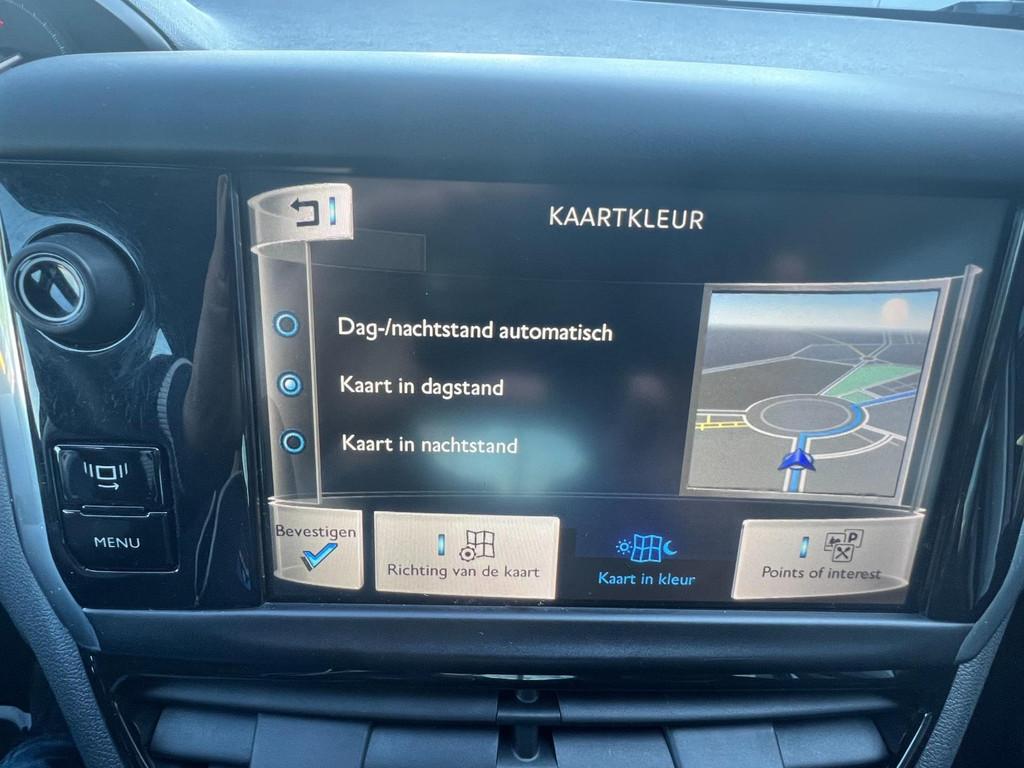 KAARTKLEUR
Dag-/nachtstand automatisch
Kaart in dagstand
Kaart in nachtstand
MENU
Bevestigen
Richting van de kaart
Kaart in kleur
P
Points of interest